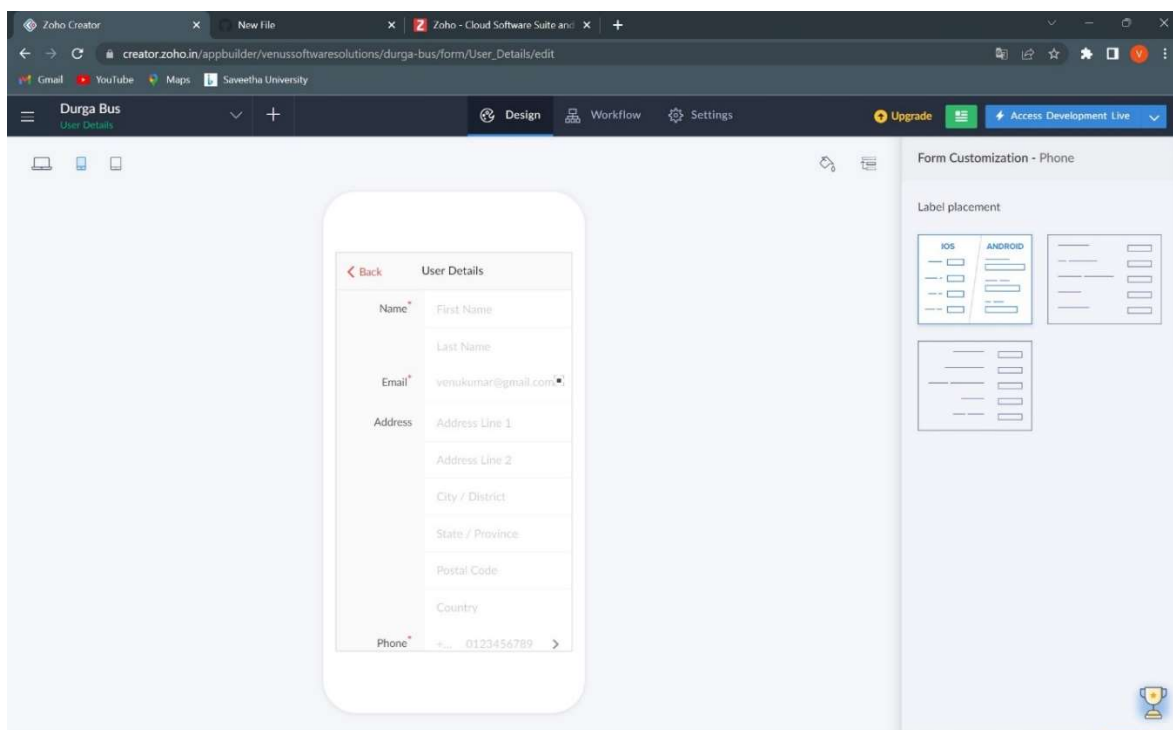 Zoho Creator
New File
Zoho - Cloud Software Suite and
creator.zoho.in/appbuilder/venussoftwaresolutions/durga-bus/form/User_Details/edit
Gmail YouTube Maps Saveetha University
Durga Bus
User Details
Design Workflow Settings
Upgrade
Access Development Live
Form Customization - Phone
Label placement
IOS ANDROID
Back User Details
Name* First Name
Last Name
Email* venukumar@gmail.com
Address Address Line 1
Address Line 2
City / District
State / Province
Postal Code
Country
Phone* +... 0123456789